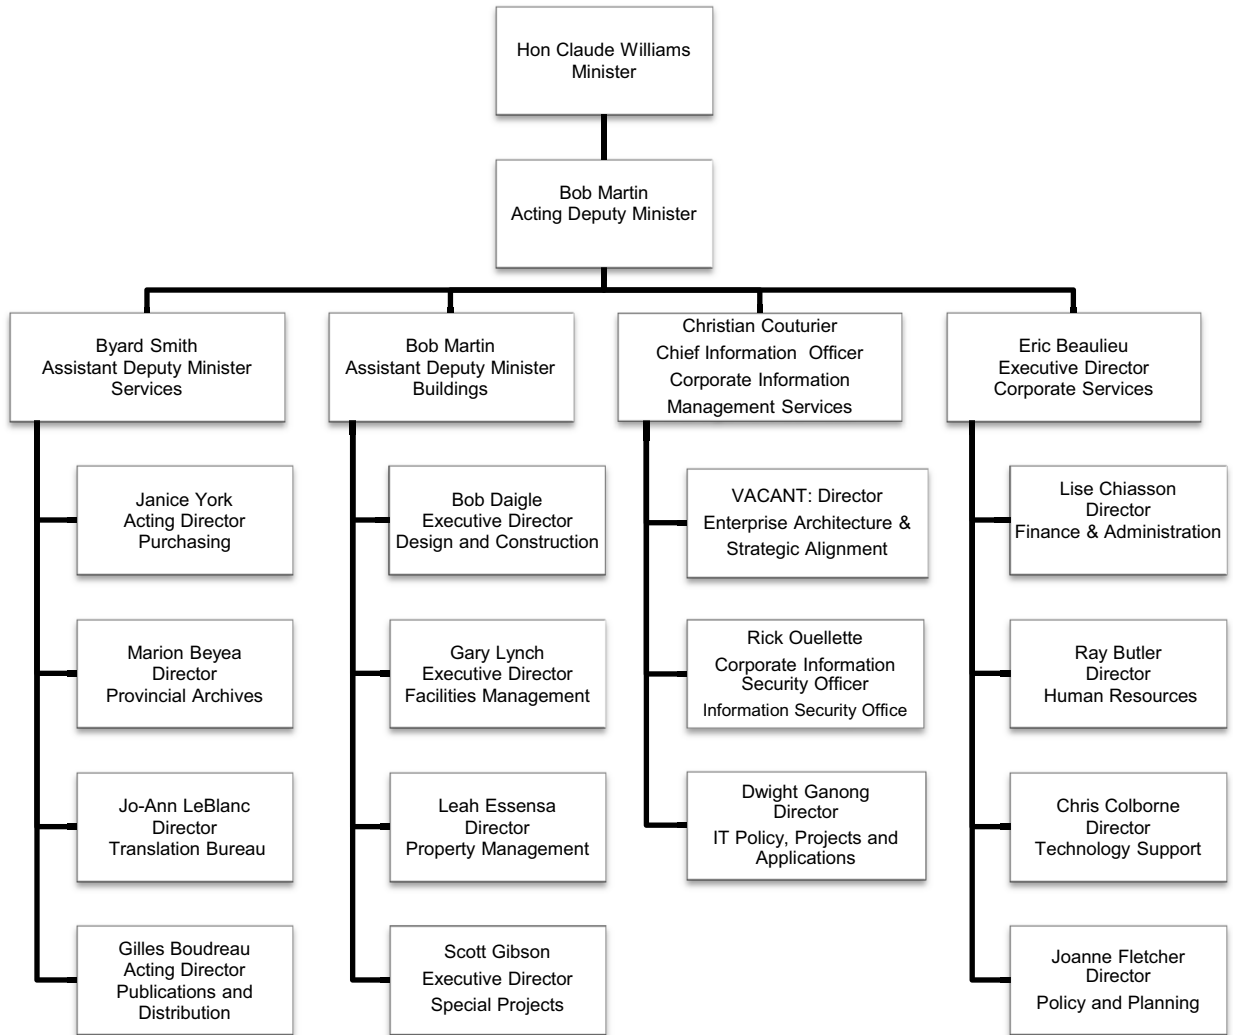 Hon Claude Williams
Minister
Bob Martin
Acting Deputy Minister
Byard Smith
Assistant Deputy Minister
Services
Bob Martin
Assistant Deputy Minister
Buildings
Christian Couturier
Chief Information Officer
Corporate Information
Management Services
Eric Beaulieu
Executive Director
Corporate Services
Janice York
Acting Director
Purchasing
Bob Daigle
Executive Director
Design and Construction
VACANT: Director
Enterprise Architecture &
Strategic Alignment
Lise Chiasson
Director
Finance & Administration
Marion Beyea
Director
Provincial Archives
Gary Lynch
Executive Director
Facilities Management
Rick Ouellette
Corporate Information
Security Officer
Information Security Office
Ray Butler
Director
Human Resources
Jo-Ann LeBlanc
Director
Translation Bureau
Leah Essensa
Director
Property Management
Dwight Ganong
Director
IT Policy, Projects and
Applications
Chris Colborne
Director
Technology Support
Gilles Boudreau
Acting Director
Publications and
Distribution
Scott Gibson
Executive Director
Special Projects
Joanne Fletcher
Director
Policy and Planning